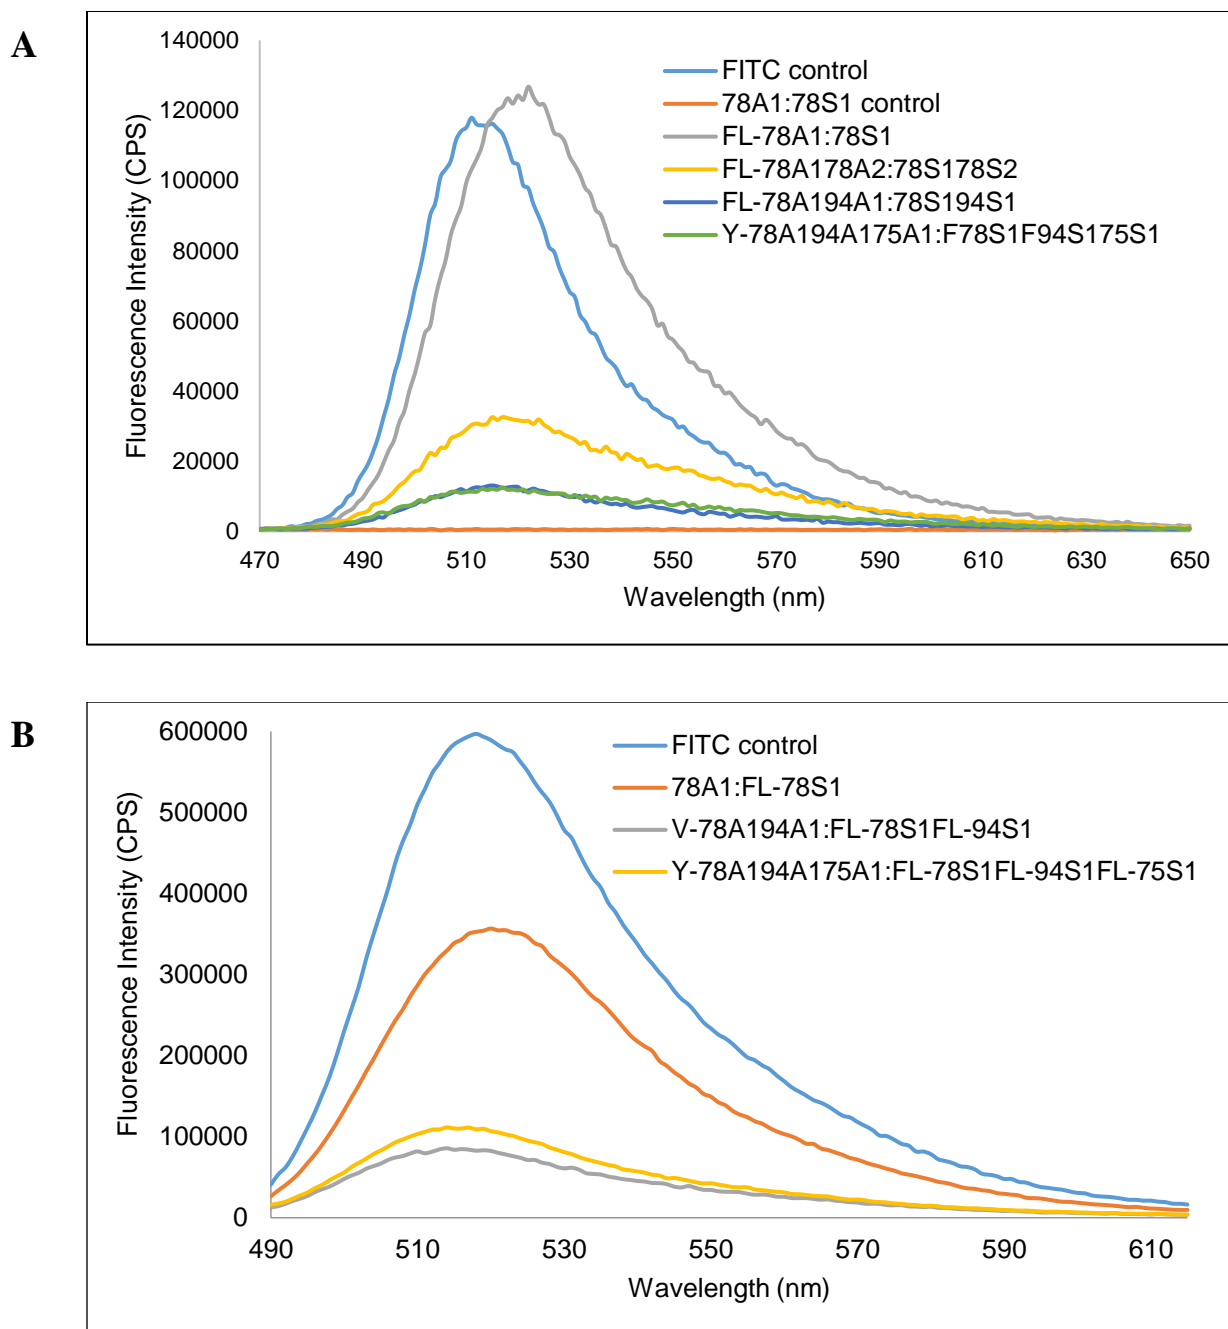 A
Fluorescence Intensity (CPS)
140000
120000
100000
80000
60000
40000
20000
0
470 490 510 530 550 570 590 610 630 650
Wavelength (nm)
FITC control
78A1:78S1 control
FL-78A1:78S1
FL-78A178A2:78S178S2
FL-78A194A1:78S194S1
Y-78A194A175A1:F78S1F94S175S1
B
Fluorescence Intensity (CPS)
600000
500000
400000
300000
200000
100000
0
490 510 530 550 570 590 610
Wavelength (nm)
FITC control
78A1:FL-78S1
V-78A194A1:FL-78S1FL-94S1
Y-78A194A175A1:FL-78S1FL-94S1FL-75S1